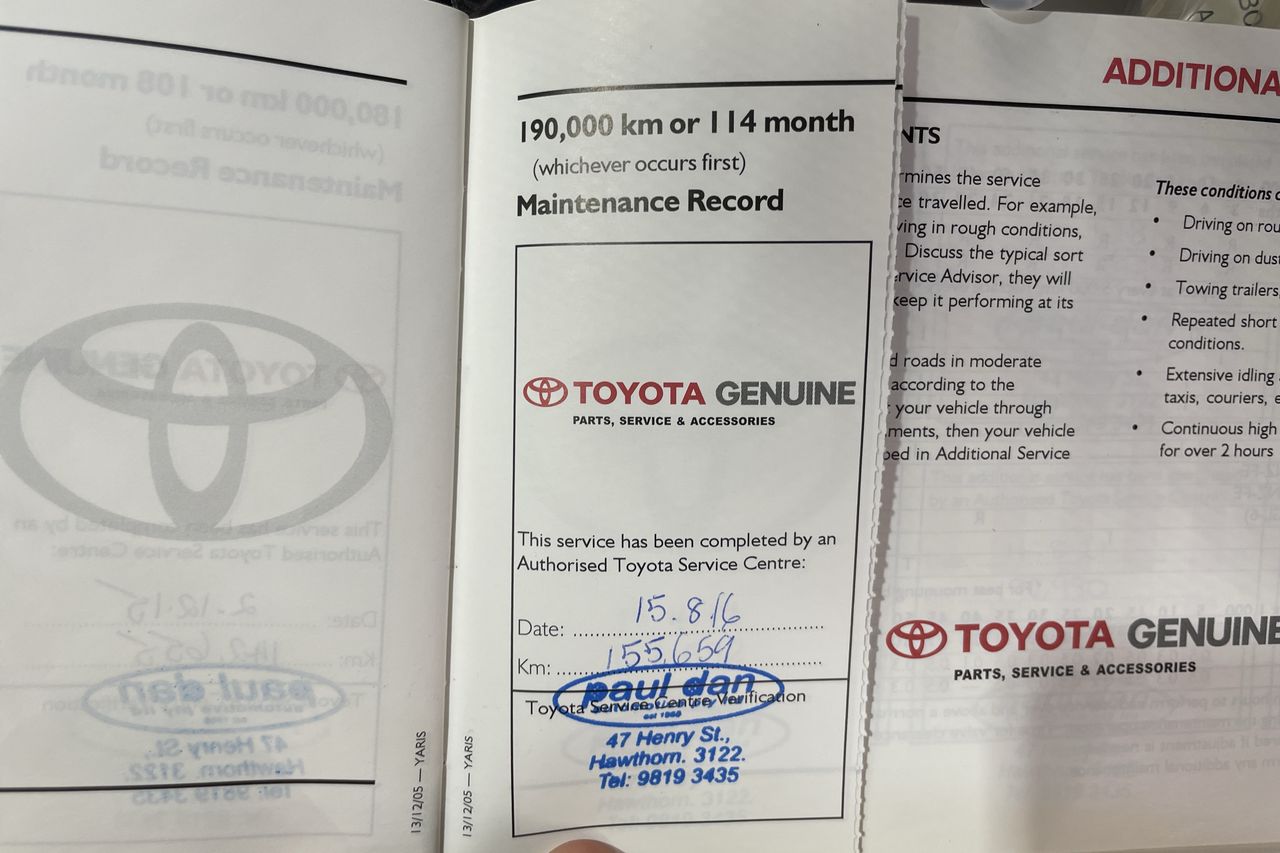 190,000 km or 114 month
(whichever occurs first)
Maintenance Record
TOYOTA GENUINE
PARTS, SERVICE & ACCESSORIES
This service has been completed by an
Authorised Toyota Service Centre:
Date: 15.8/6
Km: 155,659
paul dan
Toyota Service Centre Verification
est 1968
47 Henry St.,
Hawthorn. 3122.
Tel: 9819 3435
13/12/05 — YARIS
13/12/05 — YARIS
ADDITIONA
NTS
rmines the service
ce travelled. For example,
ving in rough conditions,
Discuss the typical sort
ervice Advisor, they will
keep it performing at its
d roads in moderate
according to the
your vehicle through
ments, then your vehicle
bed in Additional Service
These conditions
• Driving on rou
• Driving on dust
• Towing trailers,
• Repeated short
conditions.
• Extensive idling
taxis, couriers, e
• Continuous high
for over 2 hours
TOYOTA GENUINE
PARTS, SERVICE & ACCESSORIES